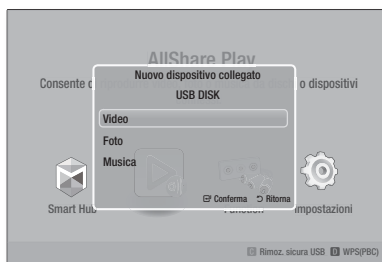 AllShare Play
Nuovo dispositivo collegato
Consente d o dispositivi
USB DISK
Video
Foto
Musica
Conferma Ritorna
Smart Hub Function Impostazioni
C Rimoz. sicura USB D WPS(PBC)